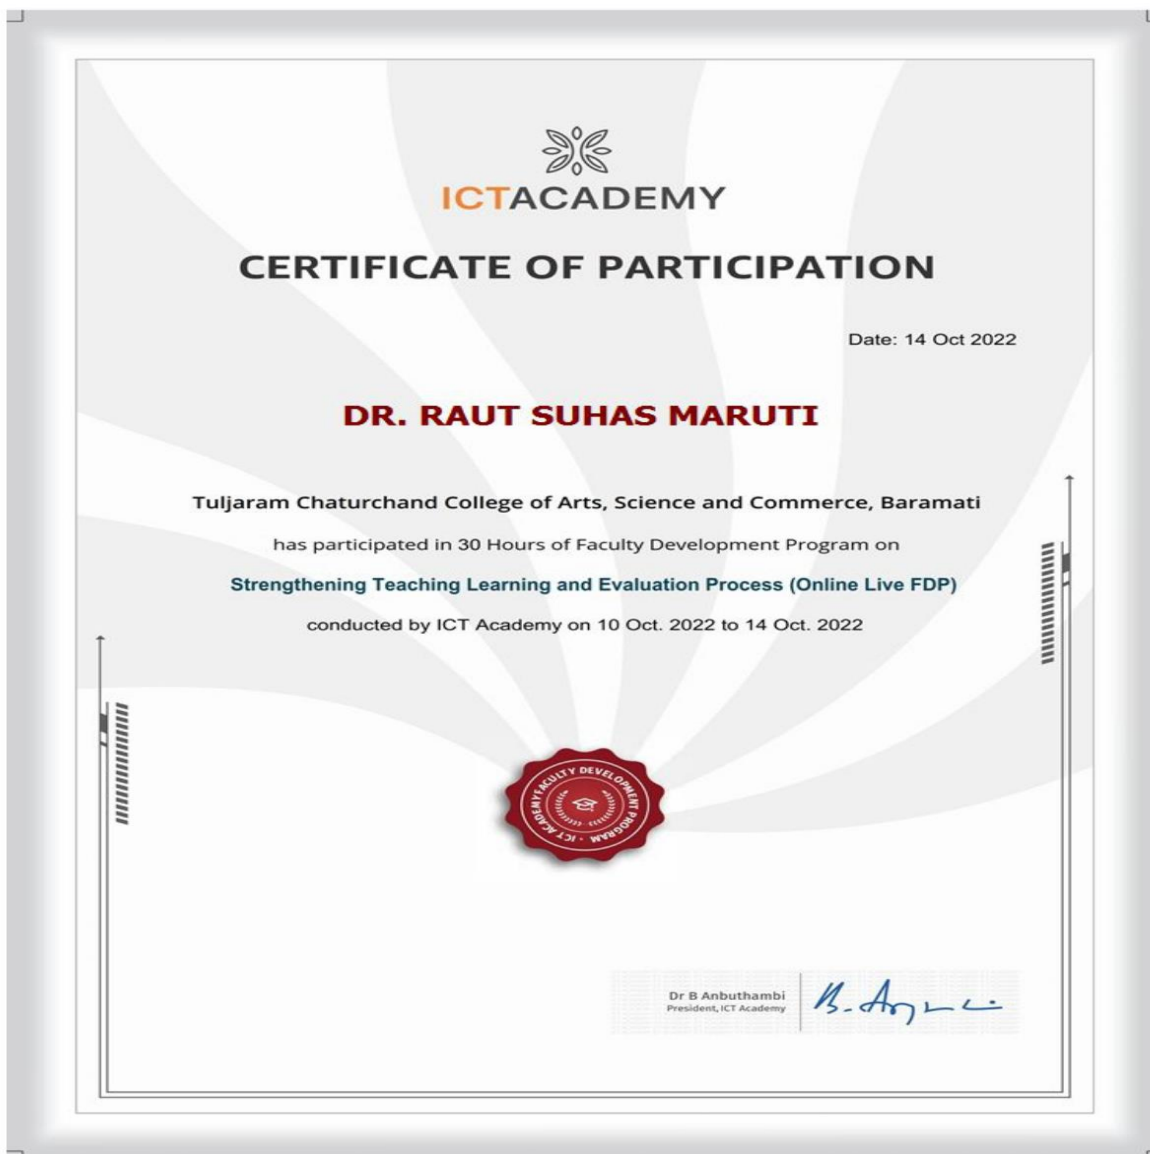 ICTACADEMY
CERTIFICATE OF PARTICIPATION
Date: 14 Oct 2022
DR. RAUT SUHAS MARUTI
Tuljaram Chaturchand College of Arts, Science and Commerce, Baramati
has participated in 30 Hours of Faculty Development Program on
Strengthening Teaching Learning and Evaluation Process (Online Live FDP)
conducted by ICT Academy on 10 Oct. 2022 to 14 Oct. 2022
FACULTY DEVELOPMENT PROGRAM · ICT ACADEMY
Dr B Anbuthambi
President, ICT Academy